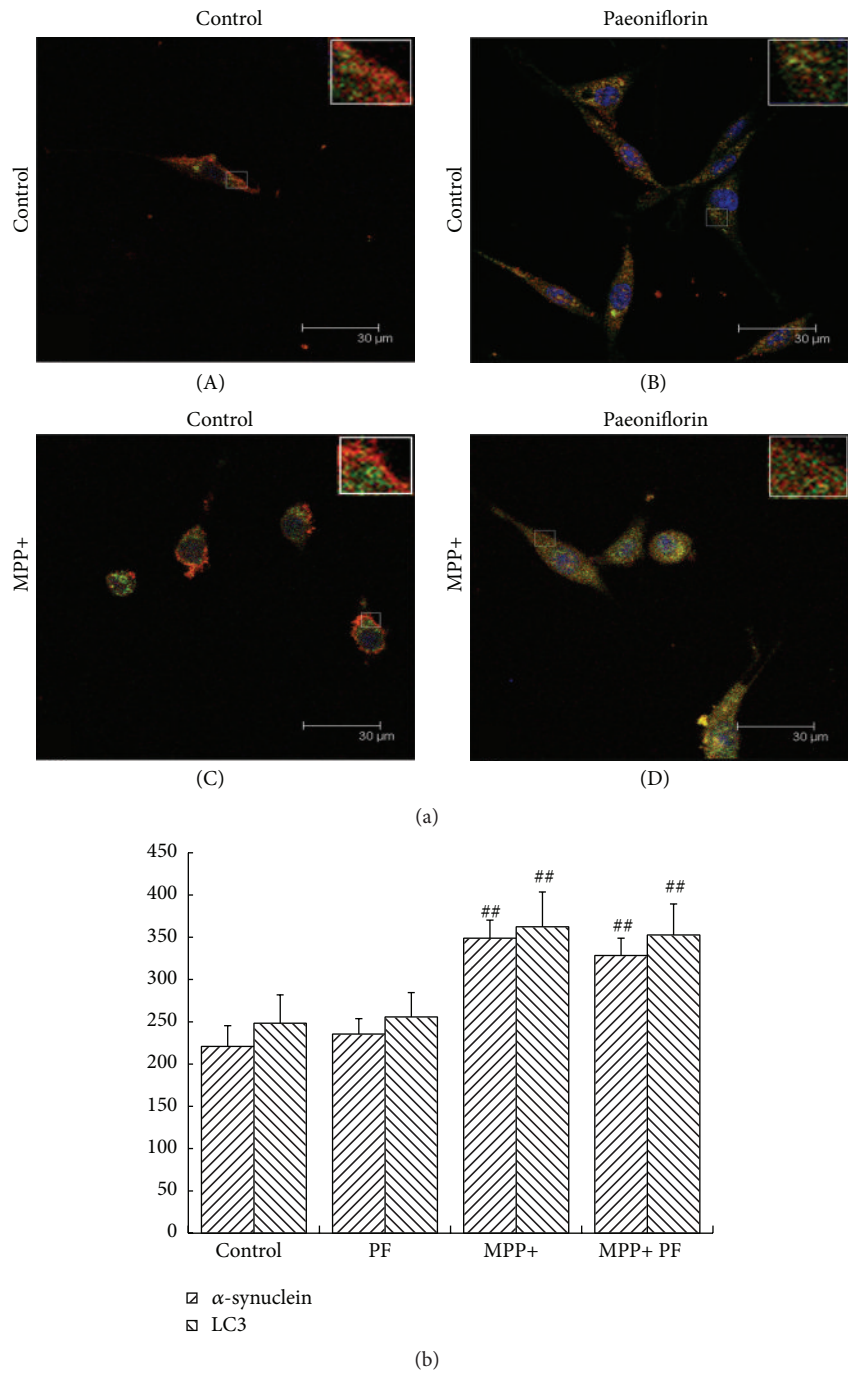 Control
Paeoniflorin
Control
30 µm
Control
30 µm
(A)
(B)
Control
Paeoniflorin
MPP+
30 µm
30 µm
(C)
(D)
(a)
450
400
350
300
250
200
150
100
50
0
##
##
##
##
Control
PF
MPP+
MPP+ PF
α-synuclein
LC3
(b)